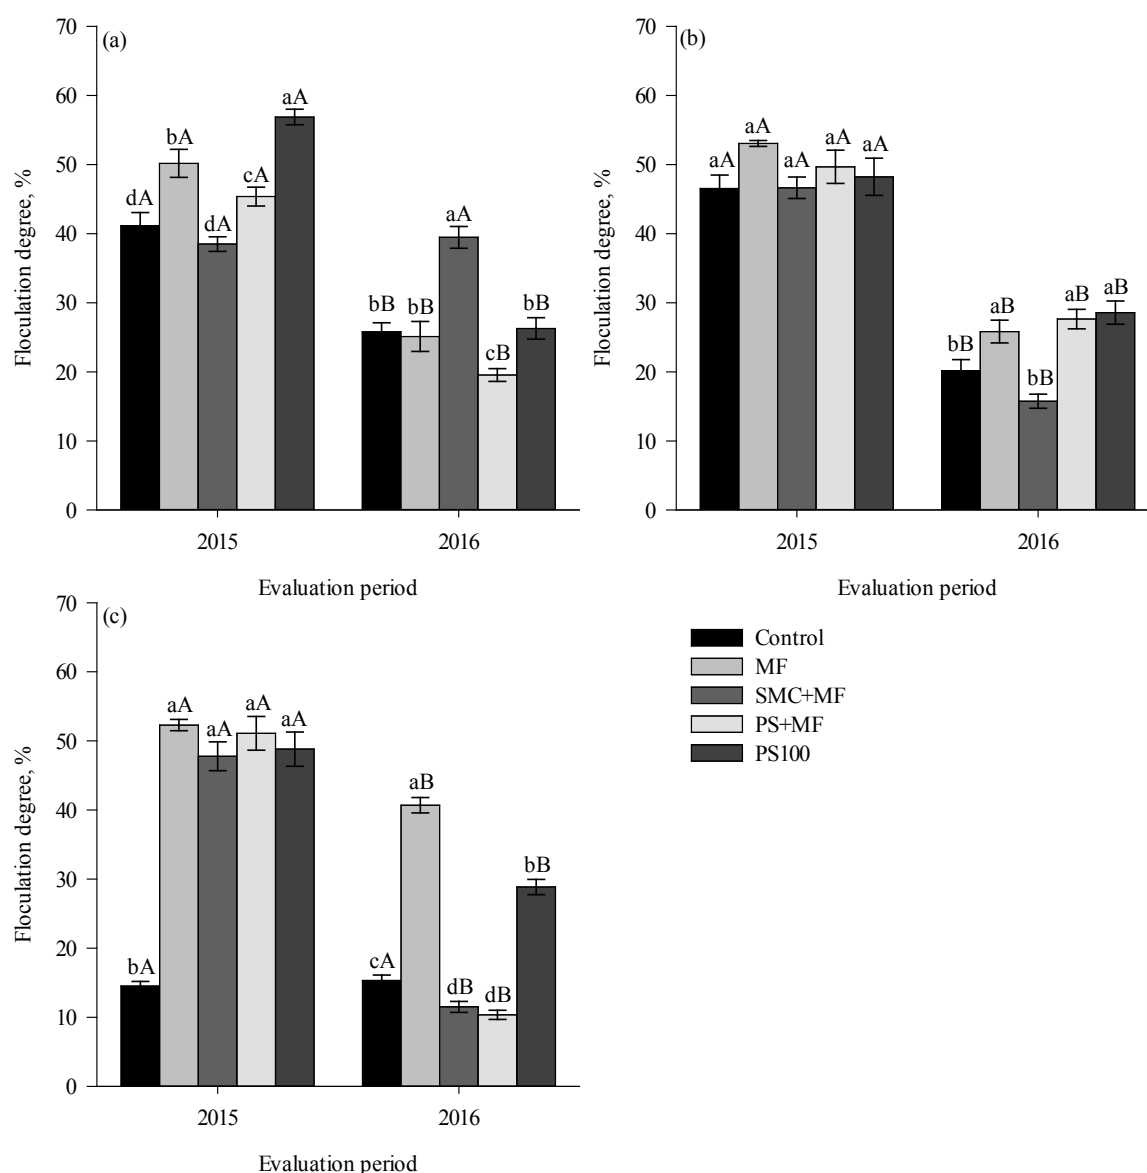 (a)
70
60
50
40
30
20
10
0
Floculation degree, %
dA
bA
dA
cA
aA
bB
bB
aA
cB
bB
2015
2016
Evaluation period
(b)
70
60
50
40
30
20
10
0
Floculation degree, %
aA
aA
aA
aA
aA
bB
aB
bB
aB
aB
2015
2016
Evaluation period
(c)
70
60
50
40
30
20
10
0
Floculation degree, %
bA
aA
aA
aA
aA
cA
aB
dB
dB
bB
2015
2016
Evaluation period
Control
MF
SMC+MF
PS+MF
PS100